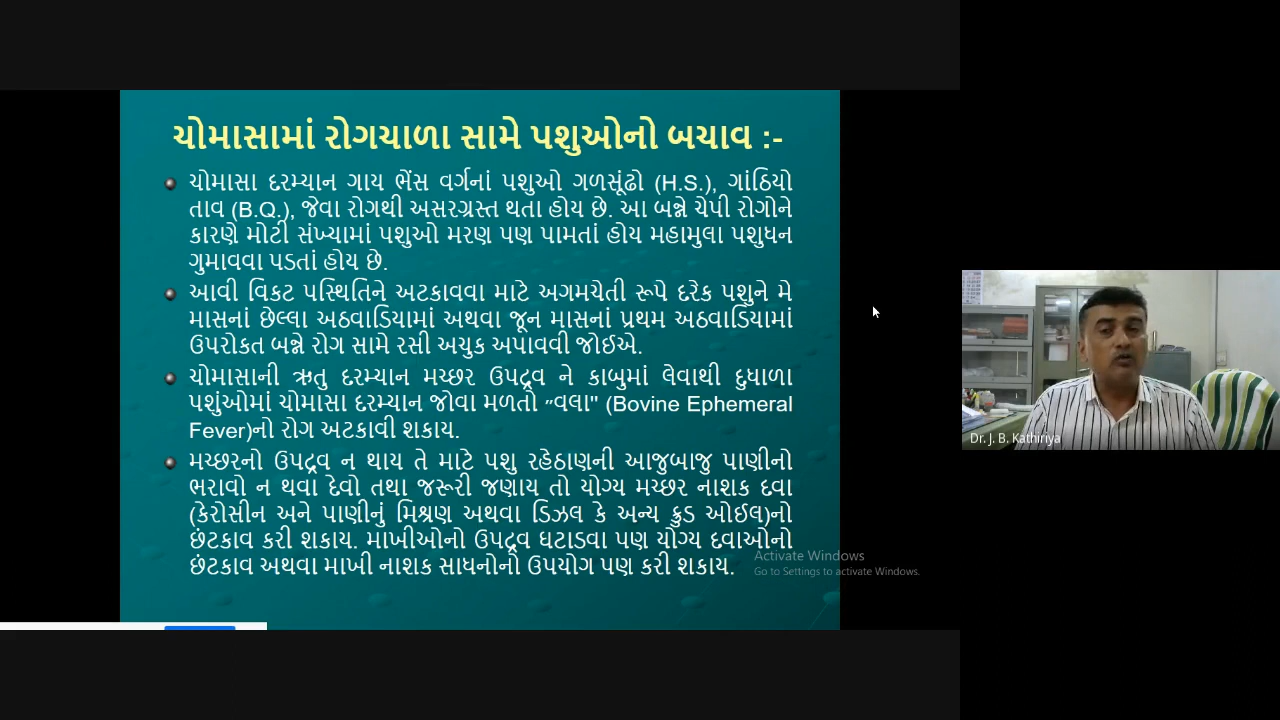 ચોમાસામાં રોગચાળા સામે પશુઓનો બચાવ :-
ચોમાસા દરમ્યાન ગાય ભેંસ વર્ગનાં પશુઓ ગળસૂંઢો (H.S.), ગાંઠિયો
તાવ (B.Q.), જેવા રોગથી અસરગ્રસ્ત થતા હોય છે. આ બન્ને ચેપી રોગોને
કારણે મોટી સંખ્યામાં પશુઓ મરણ પણ પામતાં હોય મહામુલા પશુધન
ગુમાવવા પડતાં હોય છે.
આવી વિકટ પસ્થિતિને અટકાવવા માટે અગમચેતી રૂપે દરેક પશુને મે
માસનાં છેલ્લા અઠવાડિયામાં અથવા જૂન માસનાં પ્રથમ અઠવાડિયામાં
ઉપરોકત બન્ને રોગ સામે રસી અચુક અપાવવી જોઈએ.
ચોમાસાની ઋતુ દરમ્યાન મચ્છર ઉપદ્રવ ને કાબુમાં લેવાથી દુધાળા
પશુંઓમાં ચોમાસા દરમ્યાન જોવા મળતો "વલા" (Bovine Ephemeral
Fever)નો રોગ અટકાવી શકાય.
મચ્છરનો ઉપદ્રવ ન થાય તે માટે પશુ રહેઠાણની આજુબાજુ પાણીનો
ભરાવો ન થવા દેવો તથા જરૂરી જણાય તો યોગ્ય મચ્છર નાશક દવા
(કેરોસીન અને પાણીનું મિશ્રણ અથવા ડિઝલ કે અન્ય ક્રુડ ઓઈલ)નો
છંટકાવ કરી શકાય. માખીઓનો ઉપદ્રવ ઘટાડવા પણ યોગ્ય દવાઓનો
છંટકાવ અથવા માખી નાશક સાધનોનો ઉપયોગ પણ કરી શકાય.
Activate Windows
Go to Settings to activate Windows.
Dr. J. B. Kathiriya